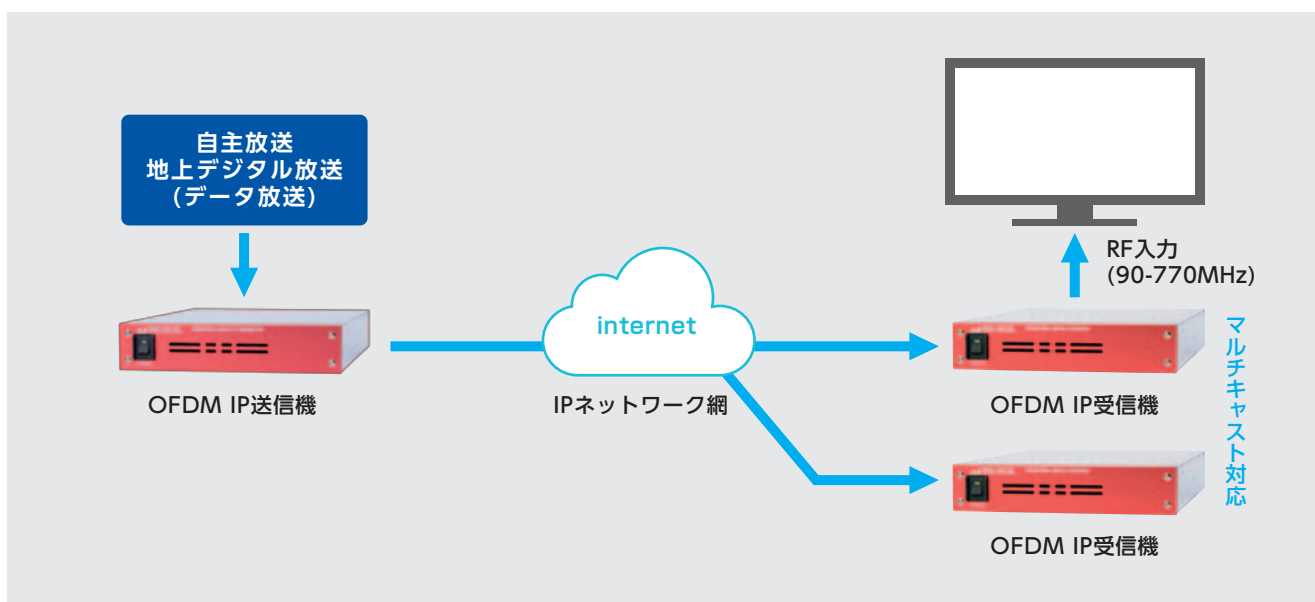 自主放送
地上デジタル放送
(データ放送)
OFDM IP送信機
internet
IPネットワーク網
RF入力
(90-770MHz)
OFDM IP受信機
OFDM IP受信機
マルチキャスト対応